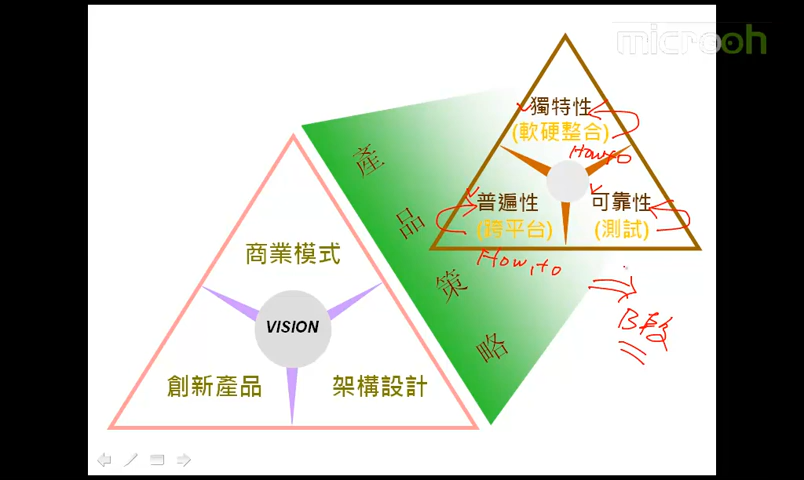 microoh
獨特性
(軟硬整合)
How to
普遍性
(跨平台)
可靠性
(測試)
How to
B段
產品策略
商業模式
VISION
創新產品
架構設計